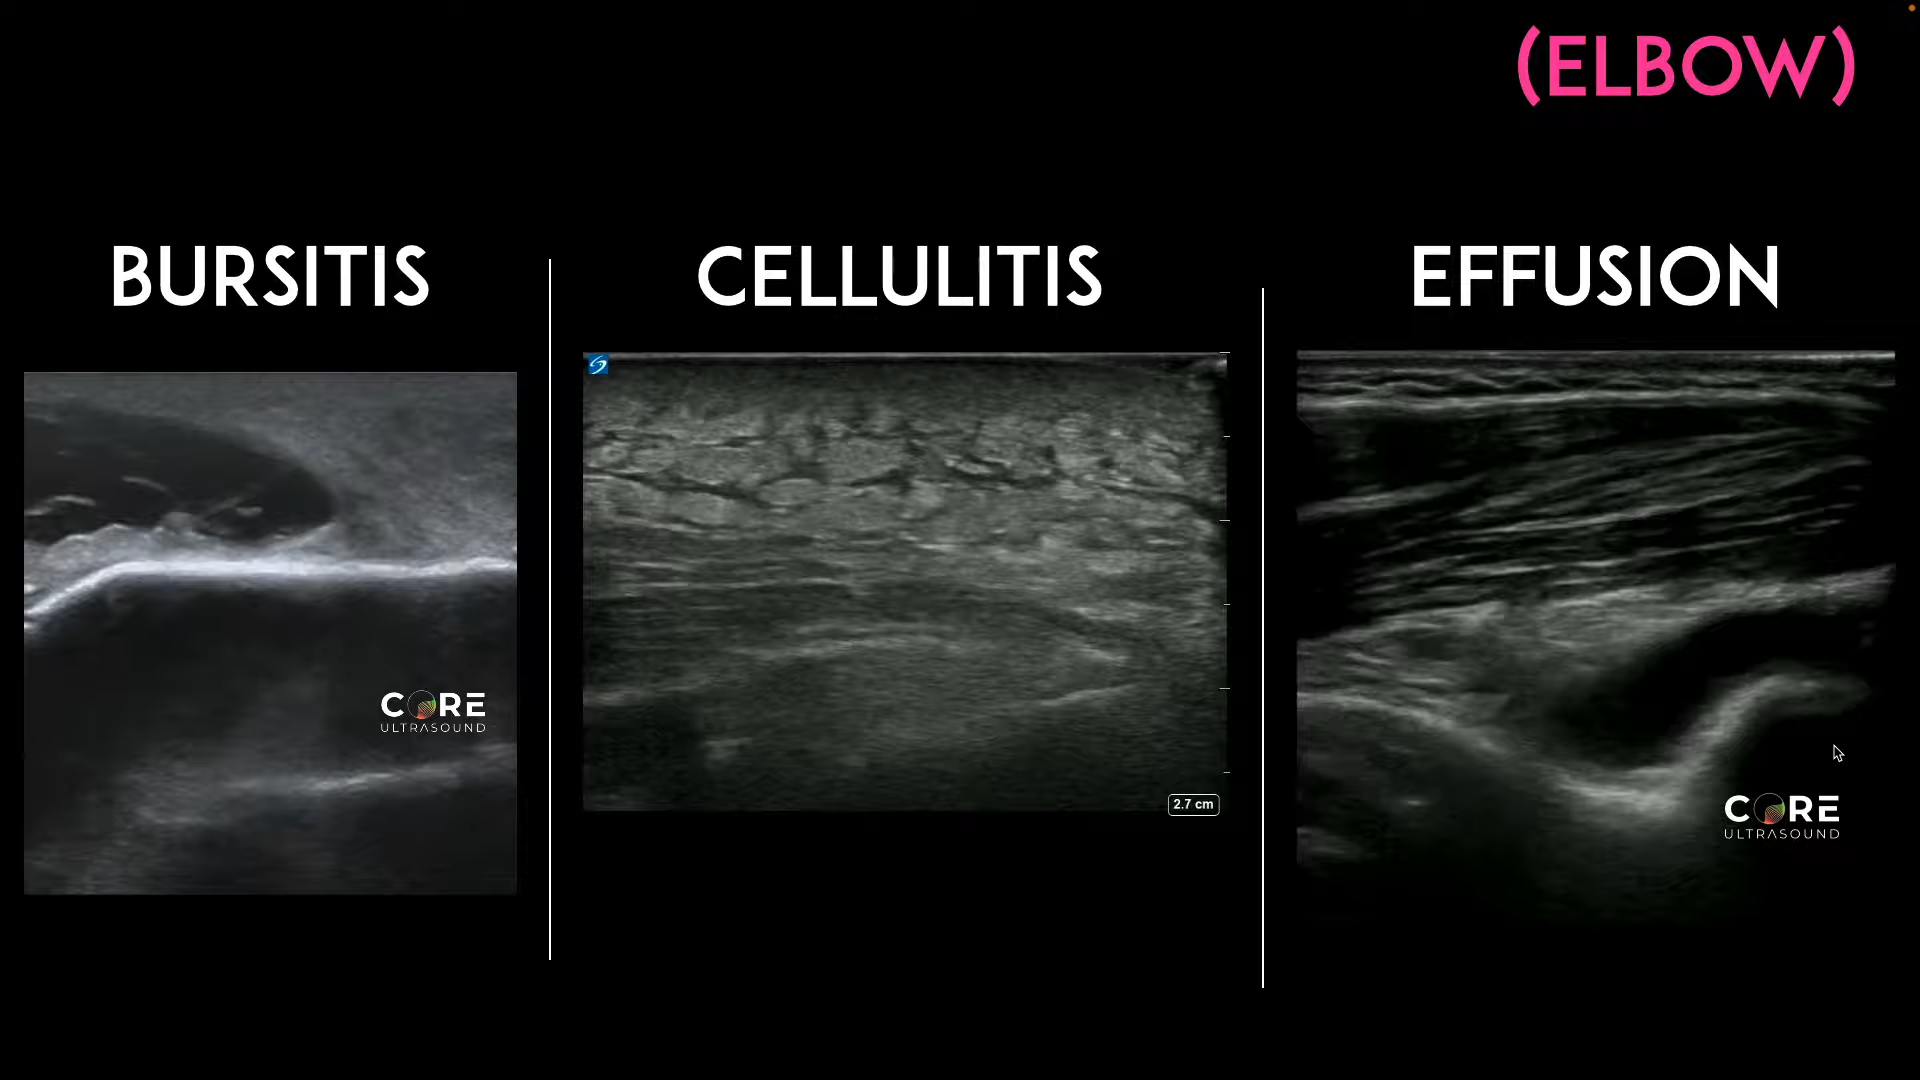 (ELBOW)
BURSITIS
CELLULITIS
EFFUSION
CORE
ULTRASOUND
2.7 cm
CORE
ULTRASOUND